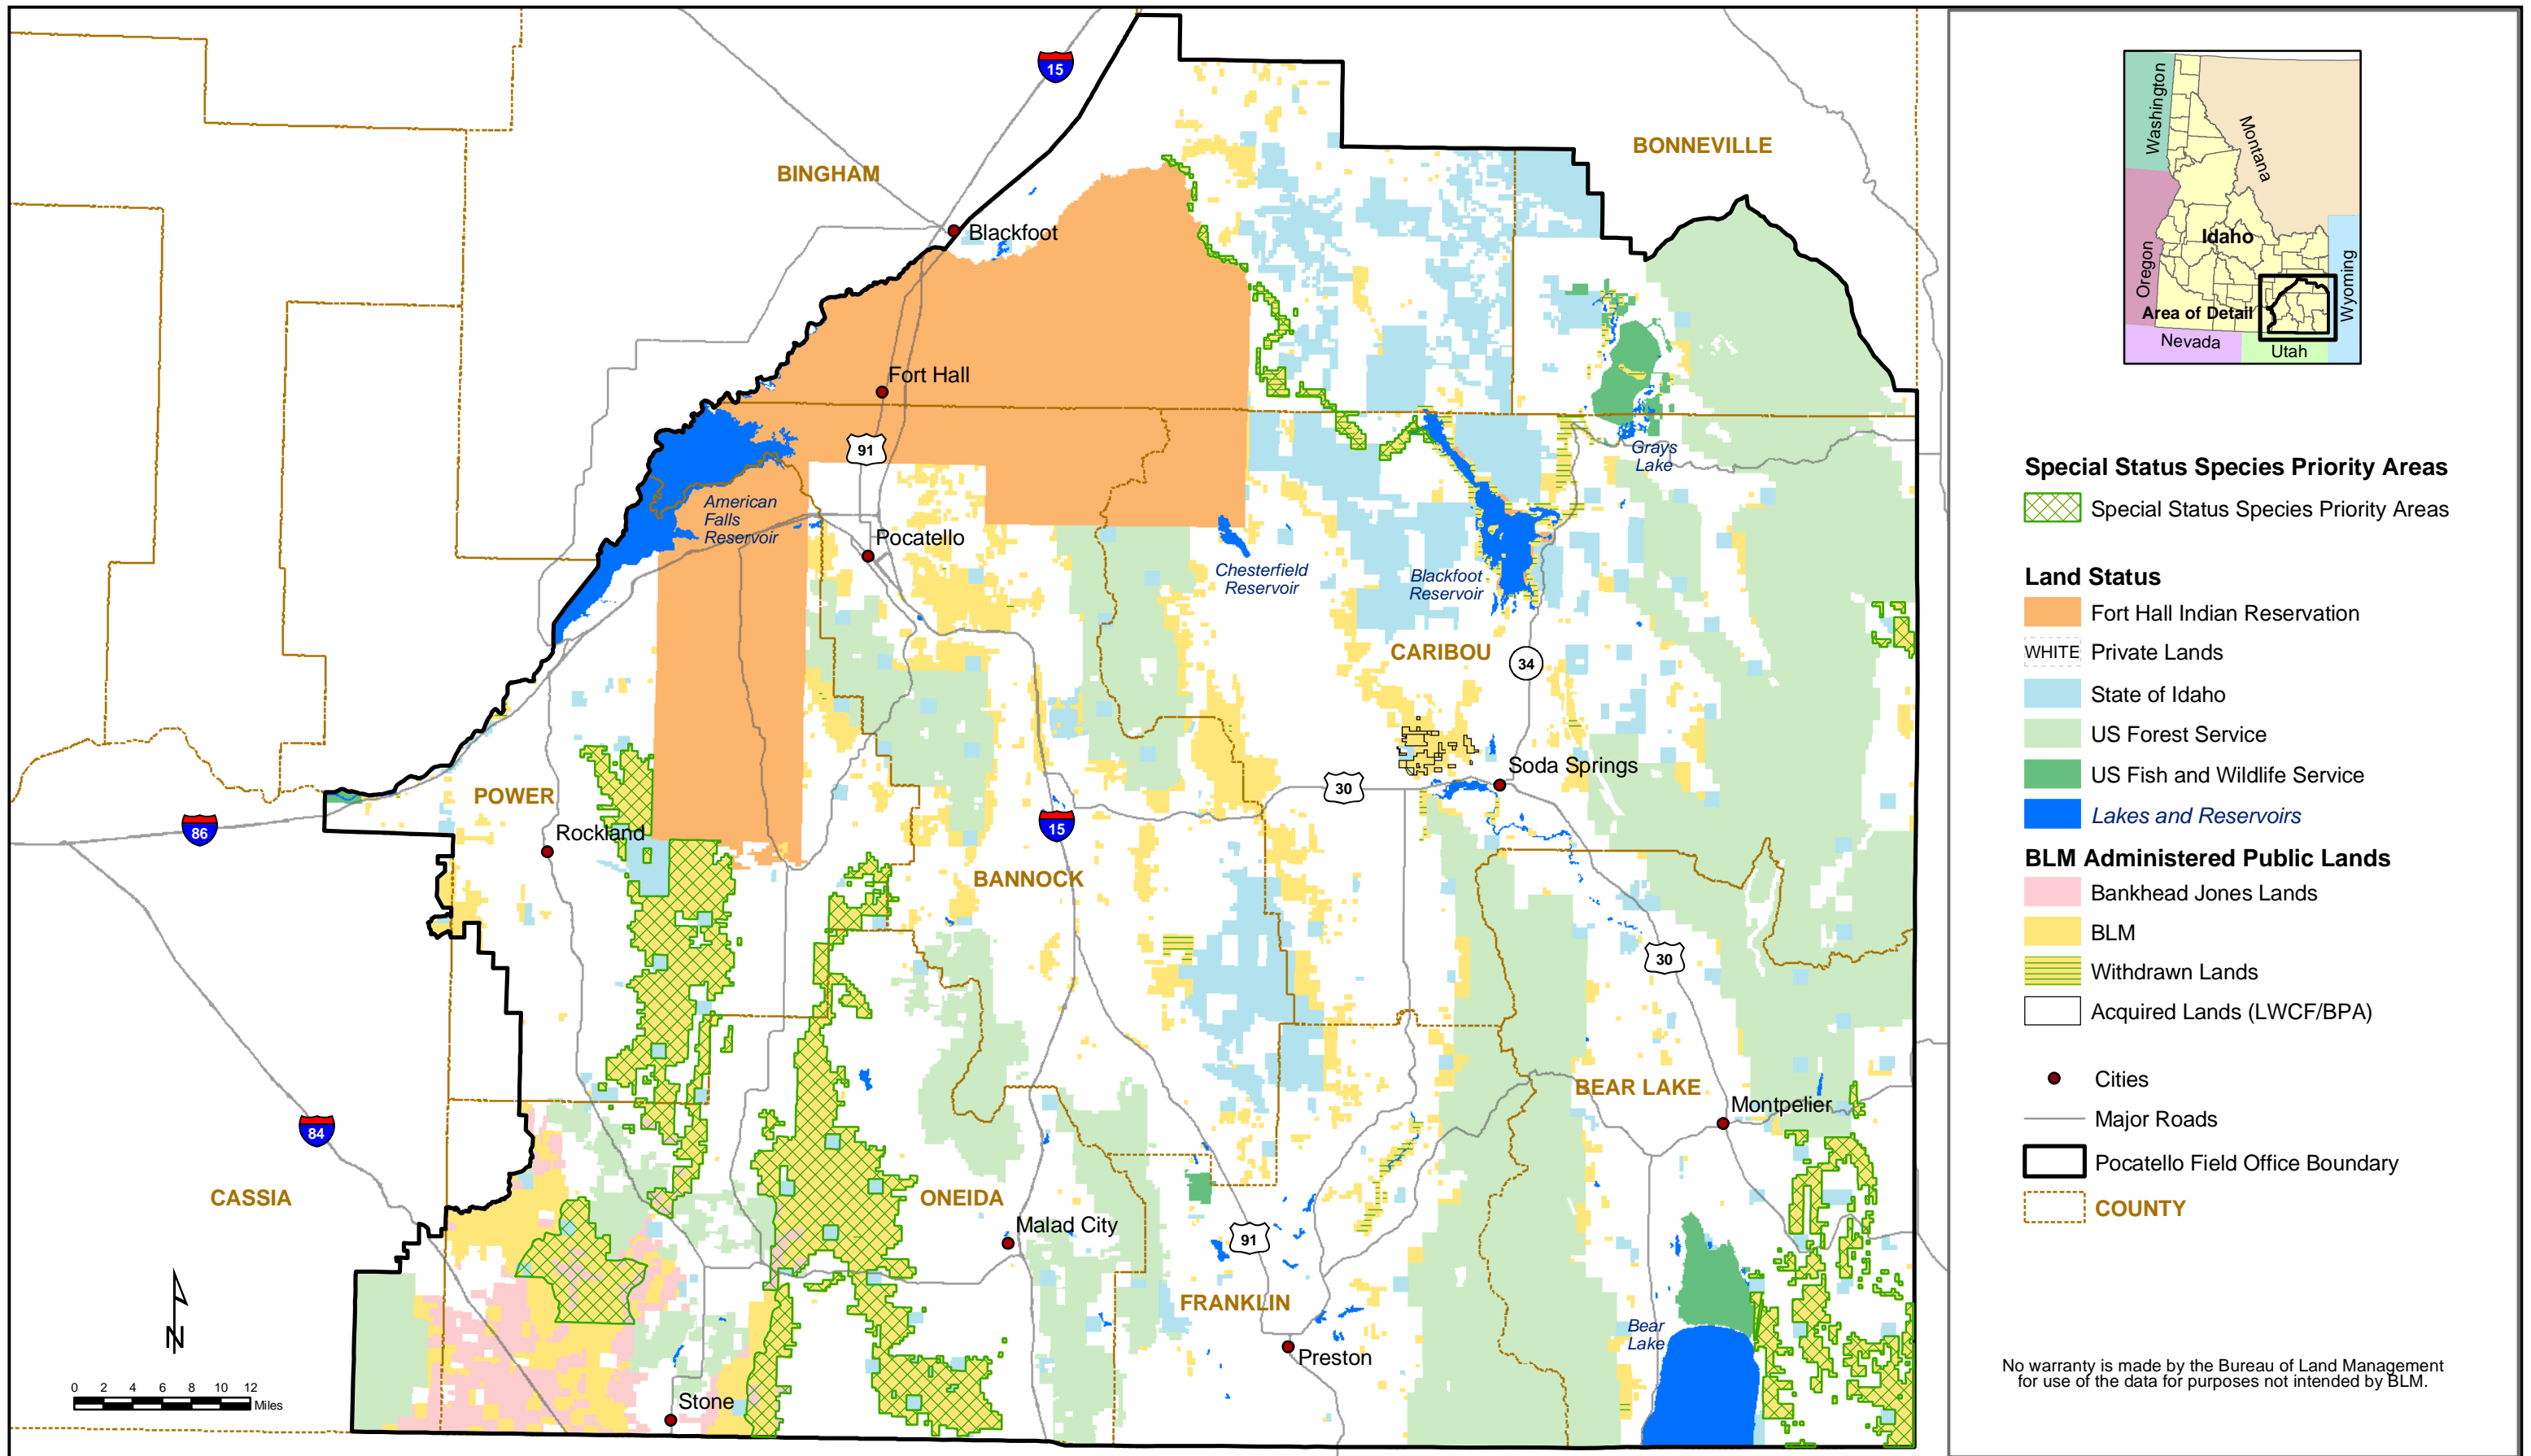 15
BINGHAM
BONNEVILLE
Blackfoot
Fort Hall
91
Grays
Lake
American
Falls
Reservoir
Pocatello
Chesterfield
Reservoir
Blackfoot
Reservoir
CARIBOU
34
Soda Springs
30
POWER
86
Rockland
15
BANNOCK
30
BEAR LAKE
Montpelier
84
CASSIA
ONEIDA
Malad City
91
FRANKLIN
Bear
Lake
Preston
Stone
N
0 2 4 6 8 10 12
Miles
Washington
Montana
Oregon
Idaho
Wyoming
Area of Detail
Nevada
Utah
Special Status Species Priority Areas
Special Status Species Priority Areas
Land Status
Fort Hall Indian Reservation
WHITE Private Lands
State of Idaho
US Forest Service
US Fish and Wildlife Service
Lakes and Reservoirs
BLM Administered Public Lands
Bankhead Jones Lands
BLM
Withdrawn Lands
Acquired Lands (LWCF/BPA)
Cities
Major Roads
Pocatello Field Office Boundary
COUNTY
No warranty is made by the Bureau of Land Management
for use of the data for purposes not intended by BLM.